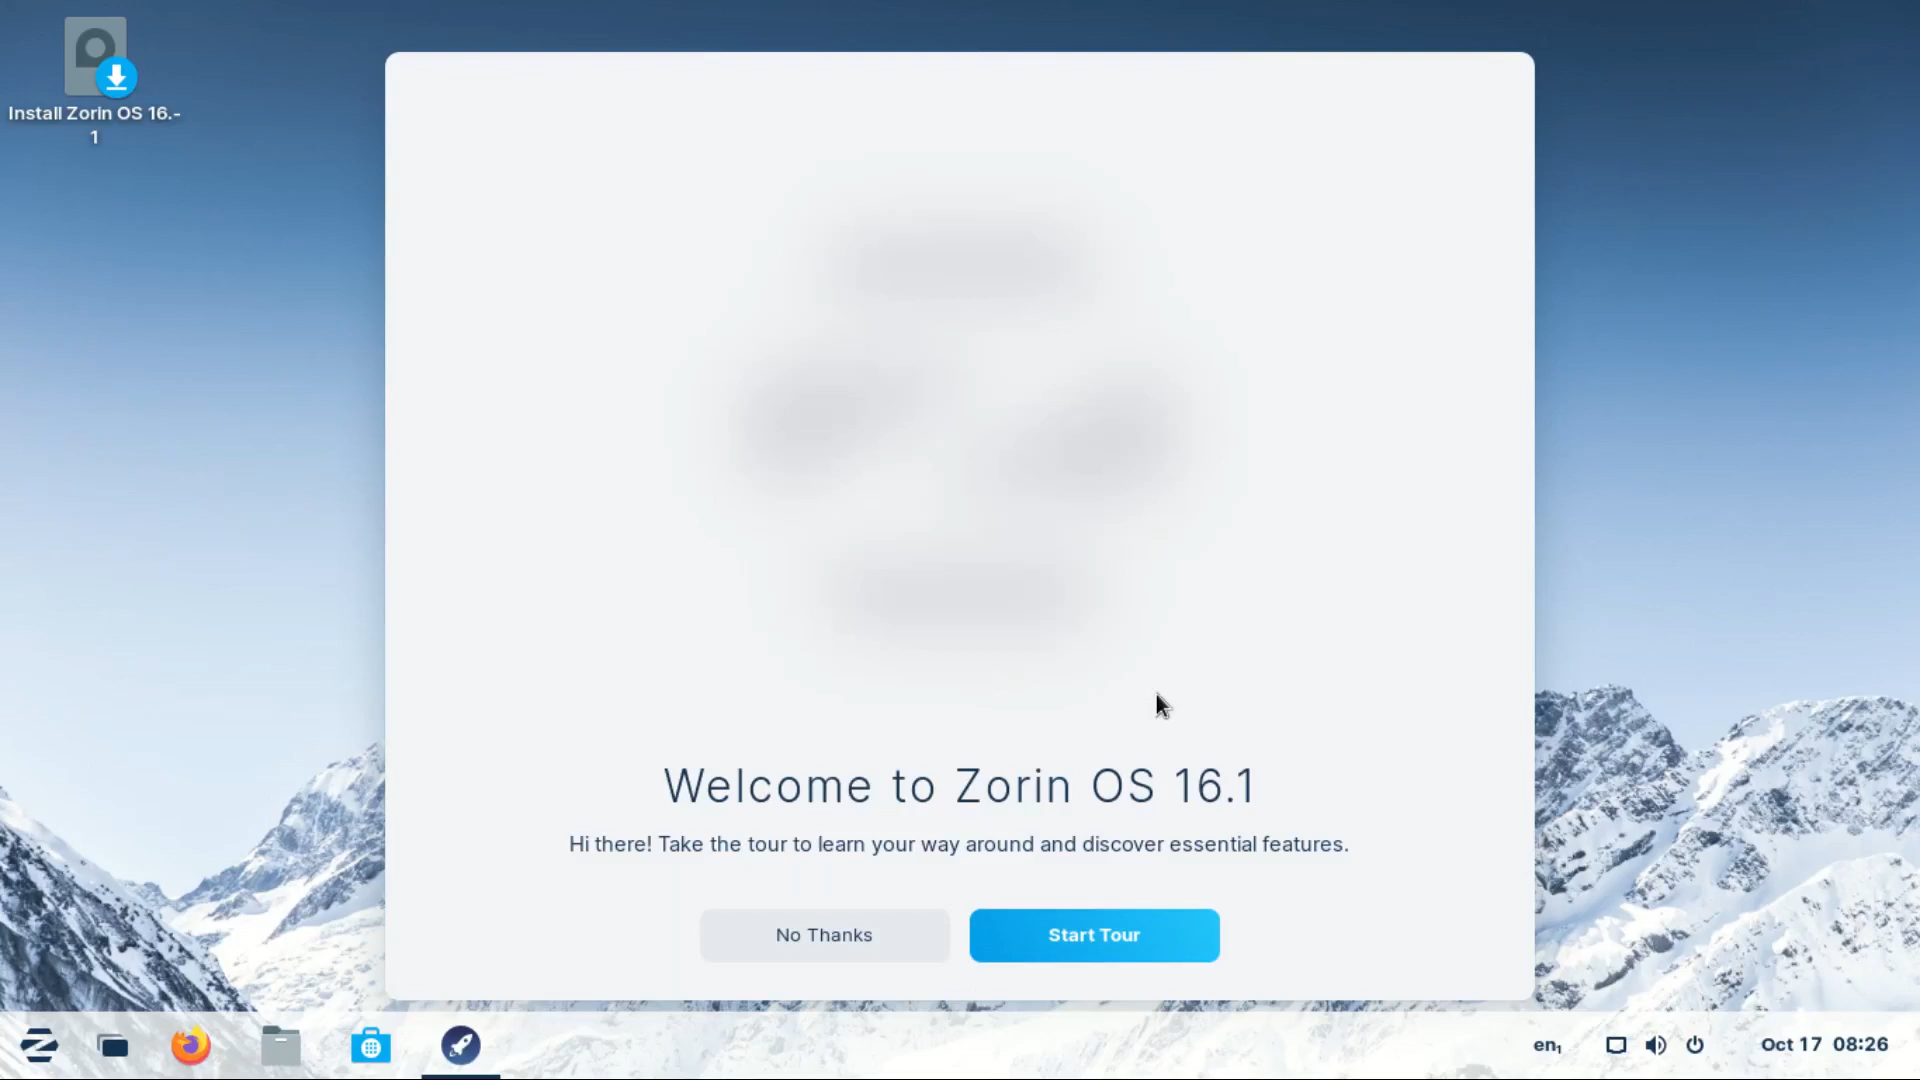 Install Zorin OS 16.-
1
Welcome to Zorin OS 16.1
Hi there! Take the tour to learn your way around and discover essential features.
No Thanks
Start Tour
en₁
Oct 17 08:26